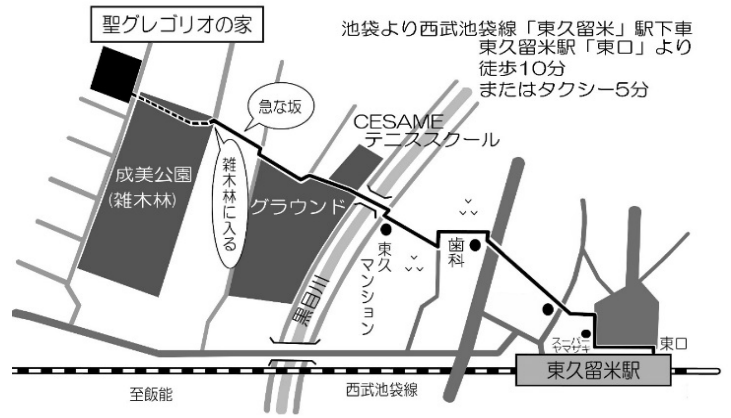 聖グレゴリオの家
池袋より西武池袋線「東久留米」駅下車
東久留米駅「東口」より
徒歩10分
またはタクシー5分
急な坂
CESAME
テニススクール
成美公園
(雑木林)
雑木林に入る
グラウンド
東久
マンション
歯科
黒目川
スーパー
ヤマザキ
東口
東久留米駅
至飯能
西武池袋線